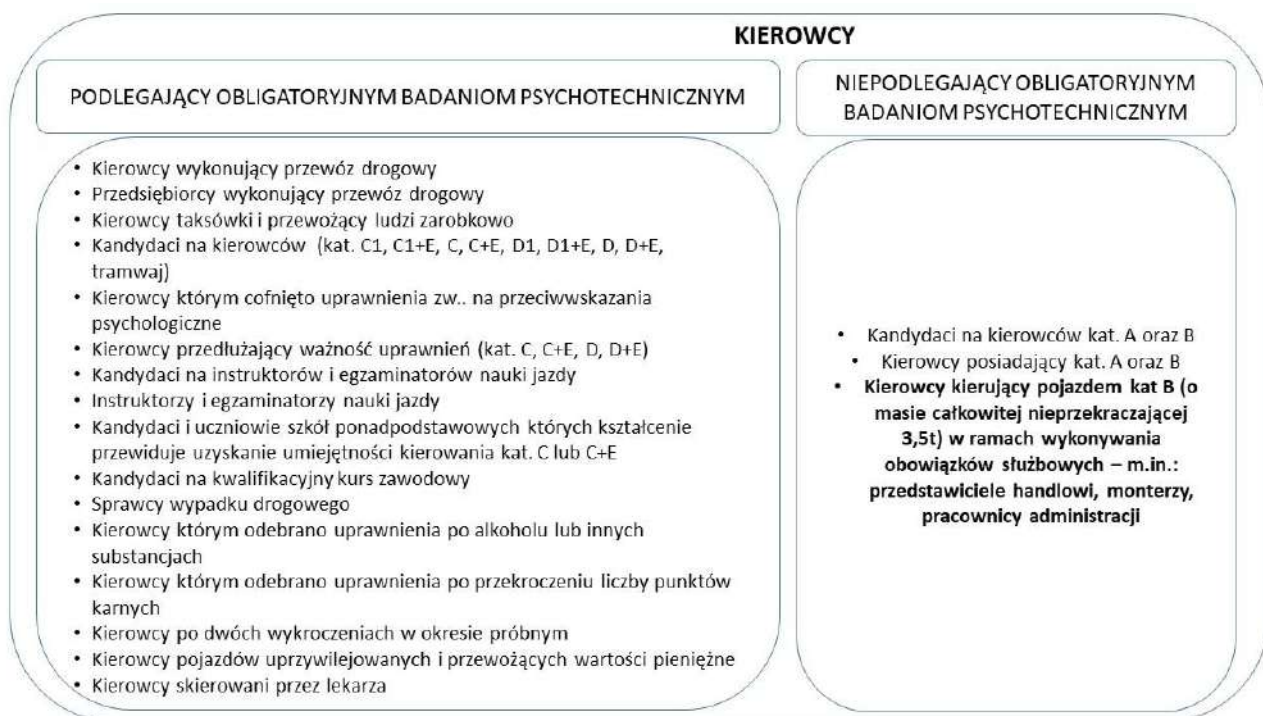 KIEROWCY
PODLEGAJĄCY OBLIGATORYJNYM BADANIOM PSYCHOTECHNICZNYM
• Kierowcy wykonujący przewóz drogowy
• Przedsiębiorcy wykonujący przewóz drogowy
• Kierowcy taksówki i przewożący ludzi zarobkowo
• Kandydaci na kierowców (kat. C1, C1+E, C, C+E, D1, D1+E, D, D+E,
tramwaj)
• Kierowcy którym cofnięto uprawnienia zw.. na przeciwwskazania
psychologiczne
• Kierowcy przedłużający ważność uprawnień (kat. C, C+E, D, D+E)
• Kandydaci na instruktorów i egzaminatorów nauki jazdy
• Instruktorzy i egzaminatorzy nauki jazdy
• Kandydaci i uczniowie szkół ponadpodstawowych których kształcenie
przewiduje uzyskanie umiejętności kierowania kat. C lub C+E
• Kandydaci na kwalifikacyjny kurs zawodowy
• Sprawcy wypadku drogowego
• Kierowcy którym odebrano uprawnienia po alkoholu lub innych
substancjach
• Kierowcy którym odebrano uprawnienia po przekroczeniu liczby punktów
karnych
• Kierowcy po dwóch wykroczeniach w okresie próbnym
• Kierowcy pojazdów uprzywilejowanych i przewożących wartości pieniężne
• Kierowcy skierowani przez lekarza
NIEPODLEGAJĄCY OBLIGATORYJNYM
BADANIOM PSYCHOTECHNICZNYM
• Kandydaci na kierowców kat. A oraz B
• Kierowcy posiadający kat. A oraz B
• Kierowcy kierujący pojazdem kat B (o
masie całkowitej nieprzekraczającej
3,5t) w ramach wykonywania
obowiązków służbowych – m.in.:
przedstawiciele handlowi, monterzy,
pracownicy administracji